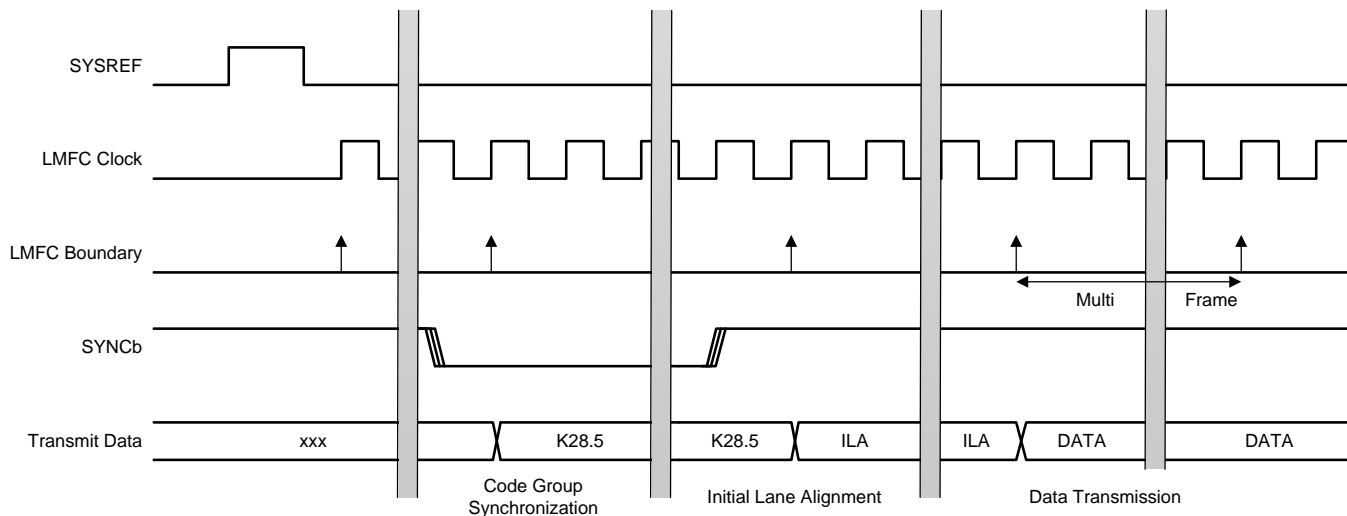 SYSREF
LMFC Clock
LMFC Boundary
Multi Frame
SYNCb
Transmit Data
xxx
K28.5
K28.5
ILA
ILA
DATA
DATA
Code Group
Synchronization
Initial Lane Alignment
Data Transmission